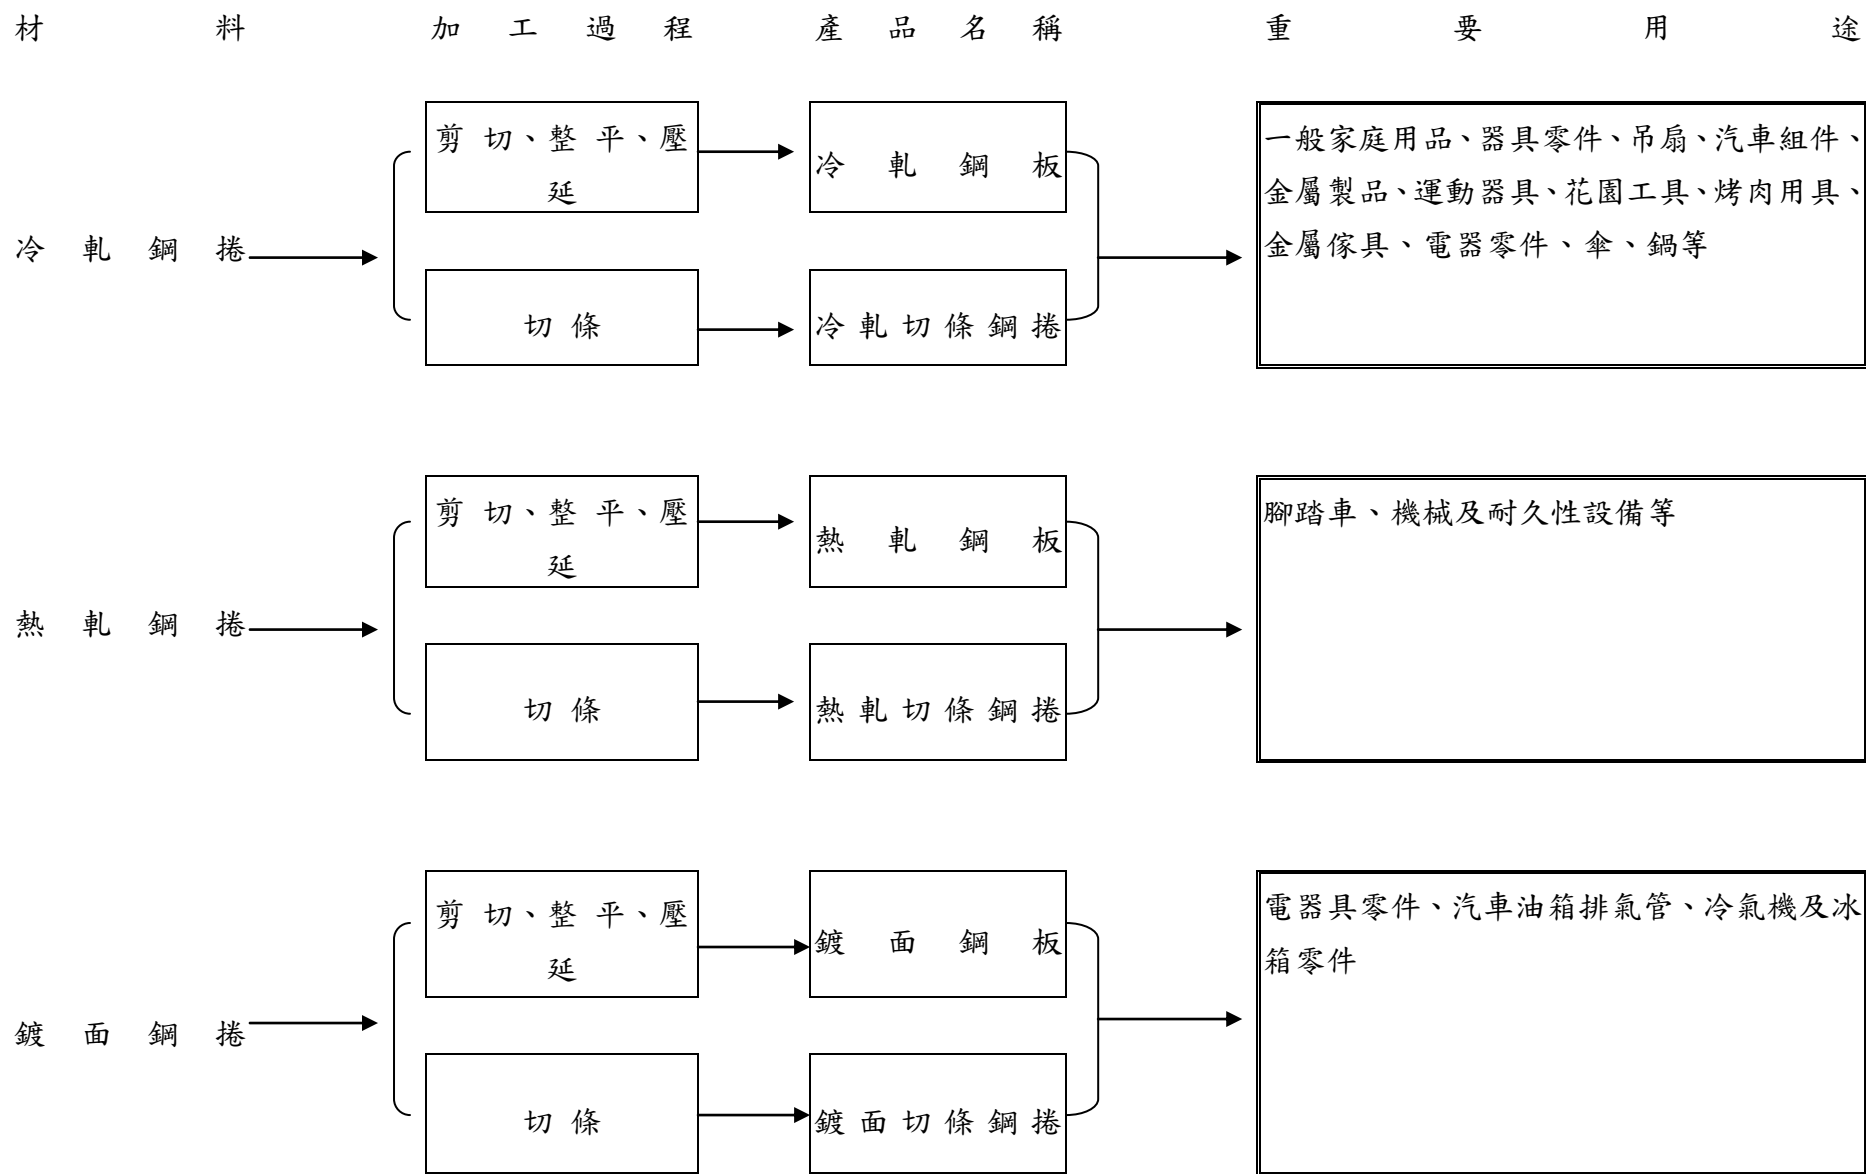 材料 加工過程 產品名稱 重要用途
剪切、整平、壓
延
冷軋鋼板
一般家庭用品、器具零件、吊扇、汽車組件、
金屬製品、運動器具、花園工具、烤肉用具、
金屬傢具、電器零件、傘、鍋等
冷軋鋼捲
切條
冷軋切條鋼捲
剪切、整平、壓
延
熱軋鋼板
腳踏車、機械及耐久性設備等
熱軋鋼捲
切條
熱軋切條鋼捲
剪切、整平、壓
延
鍍面鋼板
電器具零件、汽車油箱排氣管、冷氣機及冰
箱零件
鍍面鋼捲
切條
鍍面切條鋼捲